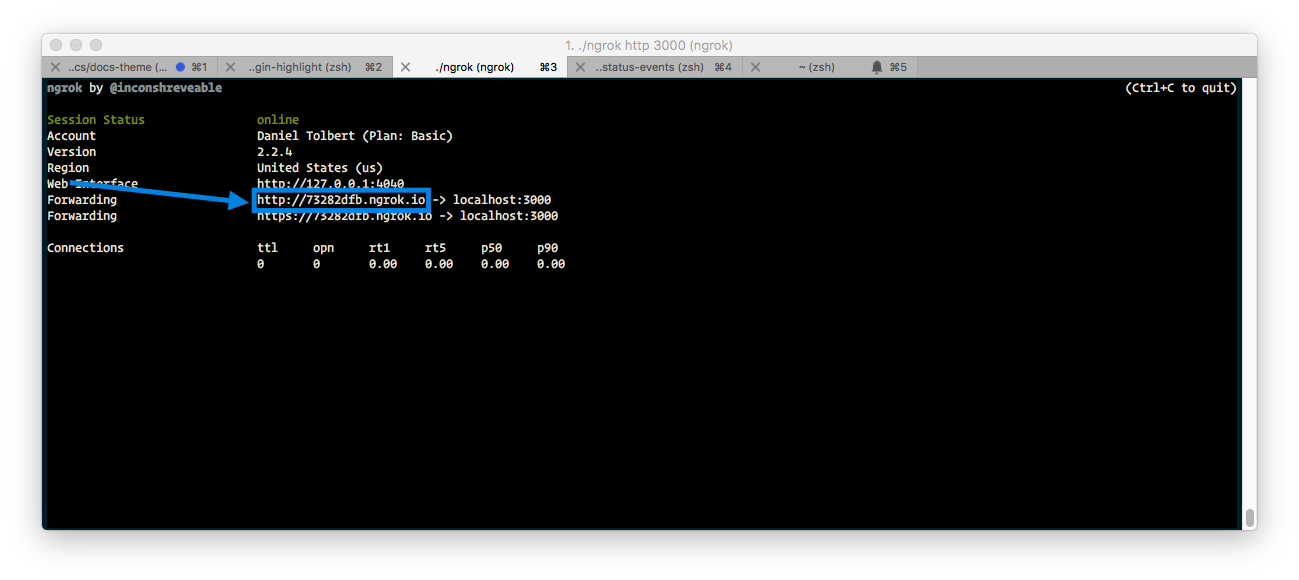 1. ./ngrok http 3000 (ngrok)
..cs/docs-theme (... ⌘1 ..gin-highlight (zsh) ⌘2 ./ngrok (ngrok) ⌘3 ..status-events (zsh) ⌘4 ~ (zsh) ⌘5
ngrok by @inconshreveable (Ctrl+C to quit)
Session Status online
Account Daniel Tolbert (Plan: Basic)
Version 2.2.4
Region United States (us)
Web Interface http://127.0.0.1:4040
Forwarding http://73282dfb.ngrok.io -> localhost:3000
Forwarding https://73282dfb.ngrok.io -> localhost:3000
Connections ttl opn rt1 rt5 p50 p90
0 0 0.00 0.00 0.00 0.00